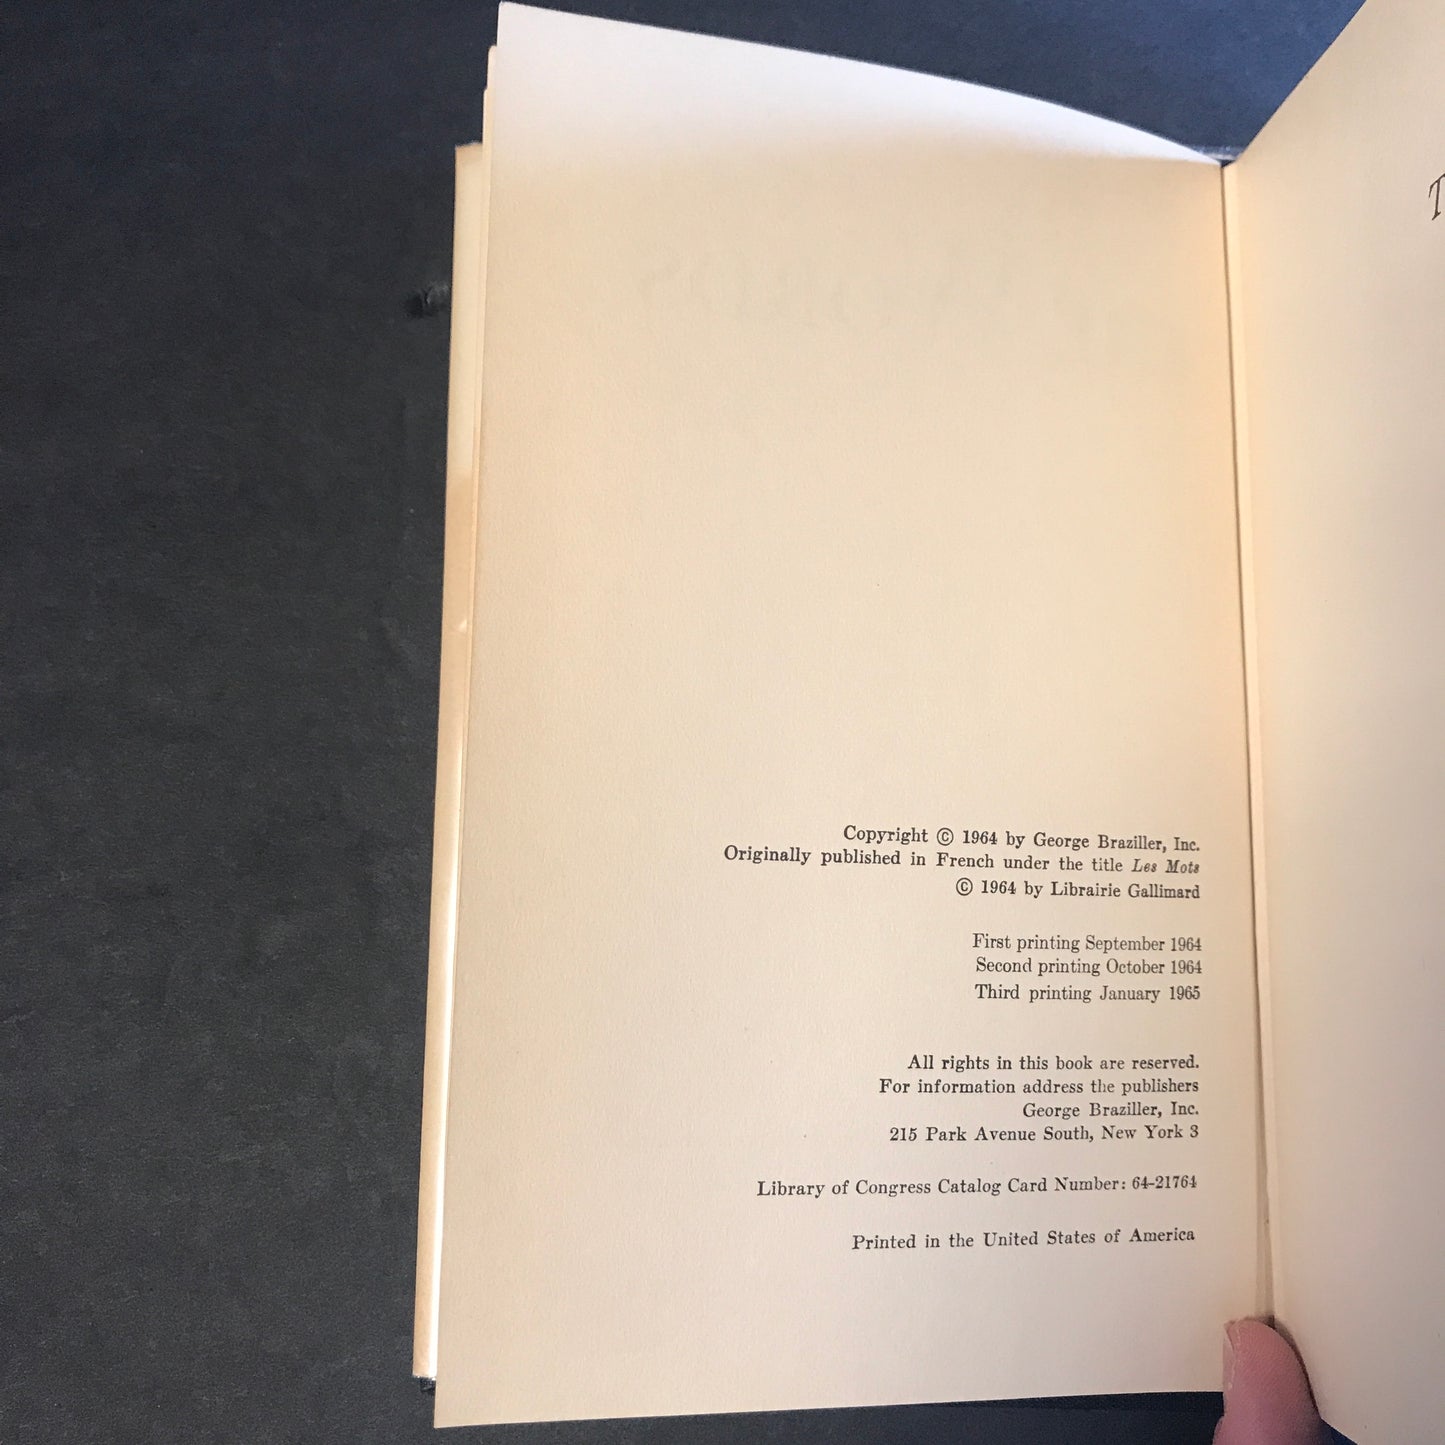 Copyright © 1964 by George Braziller, Inc.
Originally published in French under the title Les Mots
© 1964 by Librairie Gallimard
First printing September 1964
Second printing October 1964
Third printing January 1965
All rights in this book are reserved.
For information address the publishers
George Braziller, Inc.
215 Park Avenue South, New York 3
Library of Congress Catalog Card Number: 64-21764
Printed in the United States of America
T